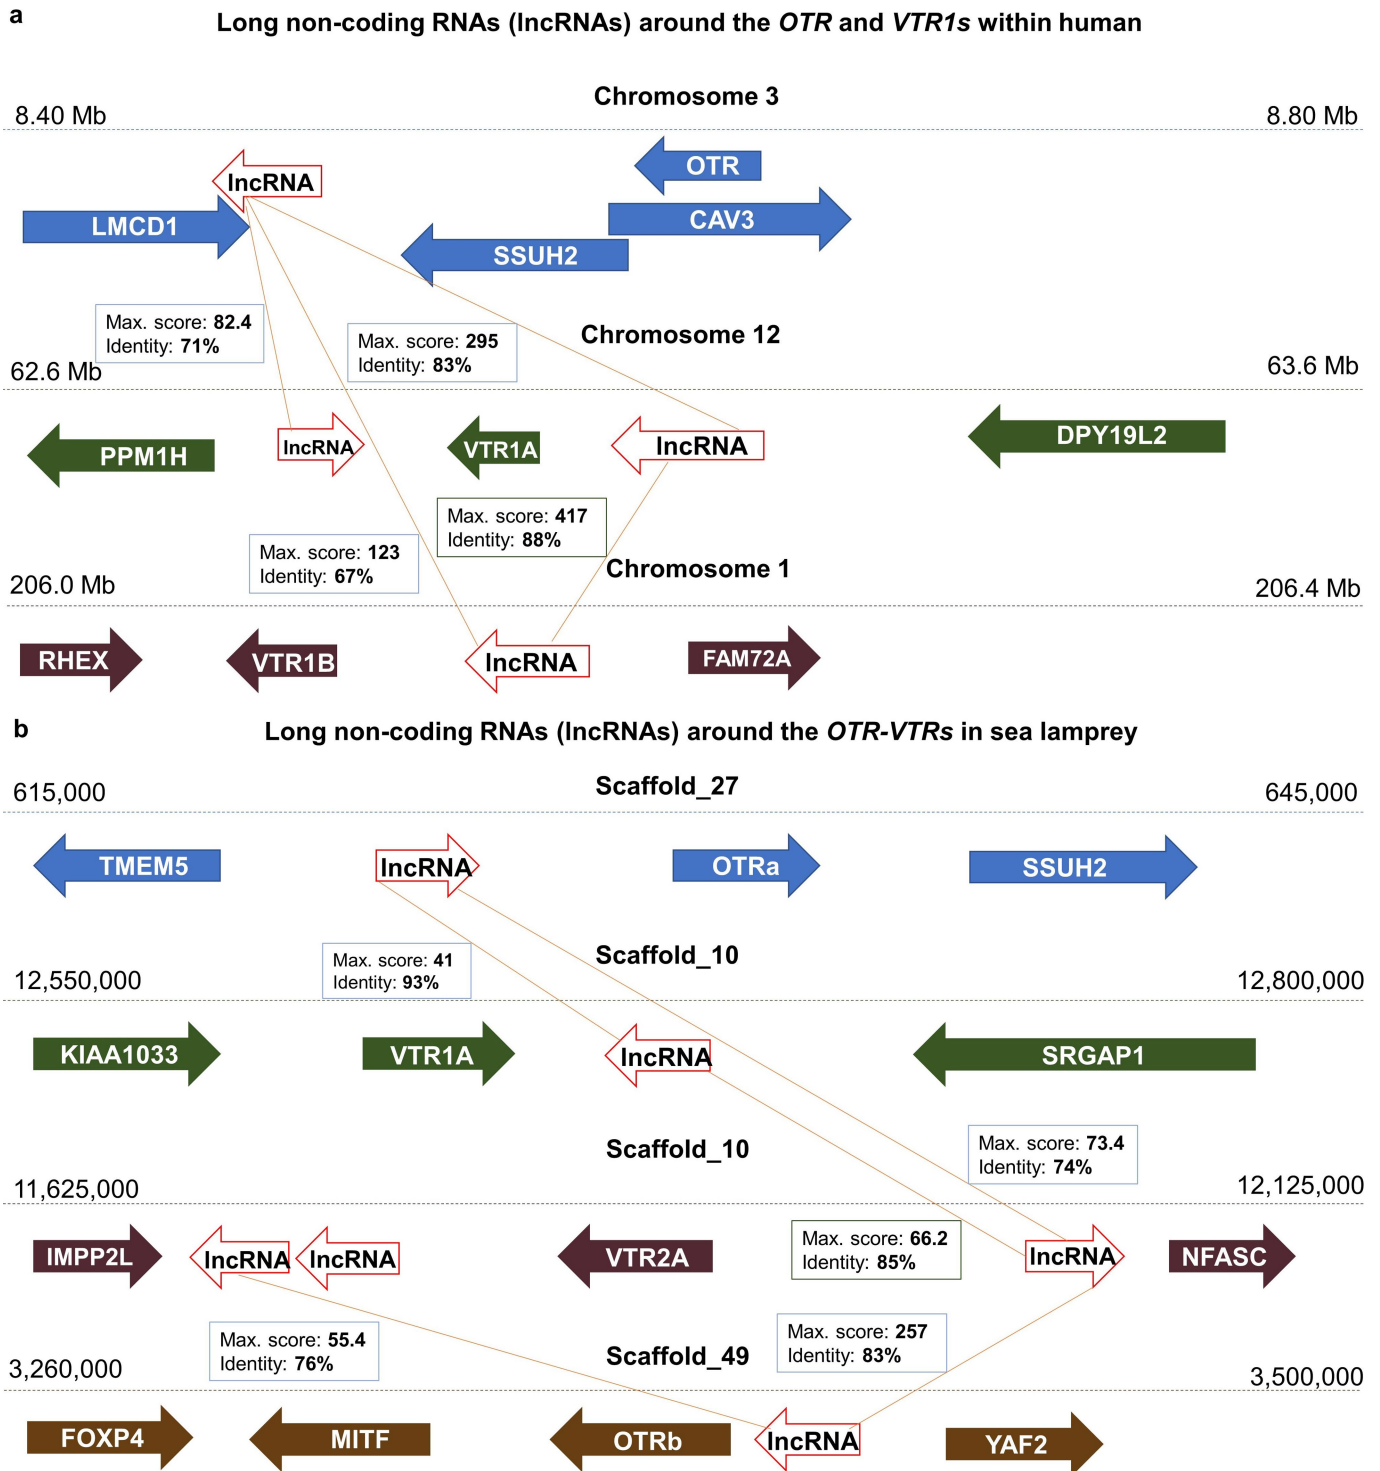 a
Long non-coding RNAs (lncRNAs) around the OTR and VTR1s within human
Chromosome 3
8.40 Mb
8.80 Mb
OTR
lncRNA
CAV3
LMCD1
SSUH2
Max. score: 82.4
Identity: 71%
Max. score: 295
Identity: 83%
Chromosome 12
62.6 Mb
63.6 Mb
PPM1H
lncRNA
VTR1A
lncRNA
DPY19L2
Max. score: 417
Identity: 88%
Max. score: 123
Identity: 67%
Chromosome 1
206.0 Mb
206.4 Mb
RHEX
VTR1B
lncRNA
FAM72A
b
Long non-coding RNAs (lncRNAs) around the OTR-VTRs in sea lamprey
Scaffold_27
615,000
645,000
TMEM5
lncRNA
OTRa
SSUH2
Max. score: 41
Identity: 93%
Scaffold_10
12,550,000
12,800,000
KIAA1033
VTR1A
lncRNA
SRGAP1
Max. score: 73.4
Identity: 74%
Scaffold_10
11,625,000
12,125,000
IMPP2L
lncRNA
lncRNA
VTR2A
Max. score: 66.2
Identity: 85%
lncRNA
NFASC
Max. score: 55.4
Identity: 76%
Max. score: 257
Identity: 83%
Scaffold_49
3,260,000
3,500,000
FOXP4
MITF
OTRb
lncRNA
YAF2